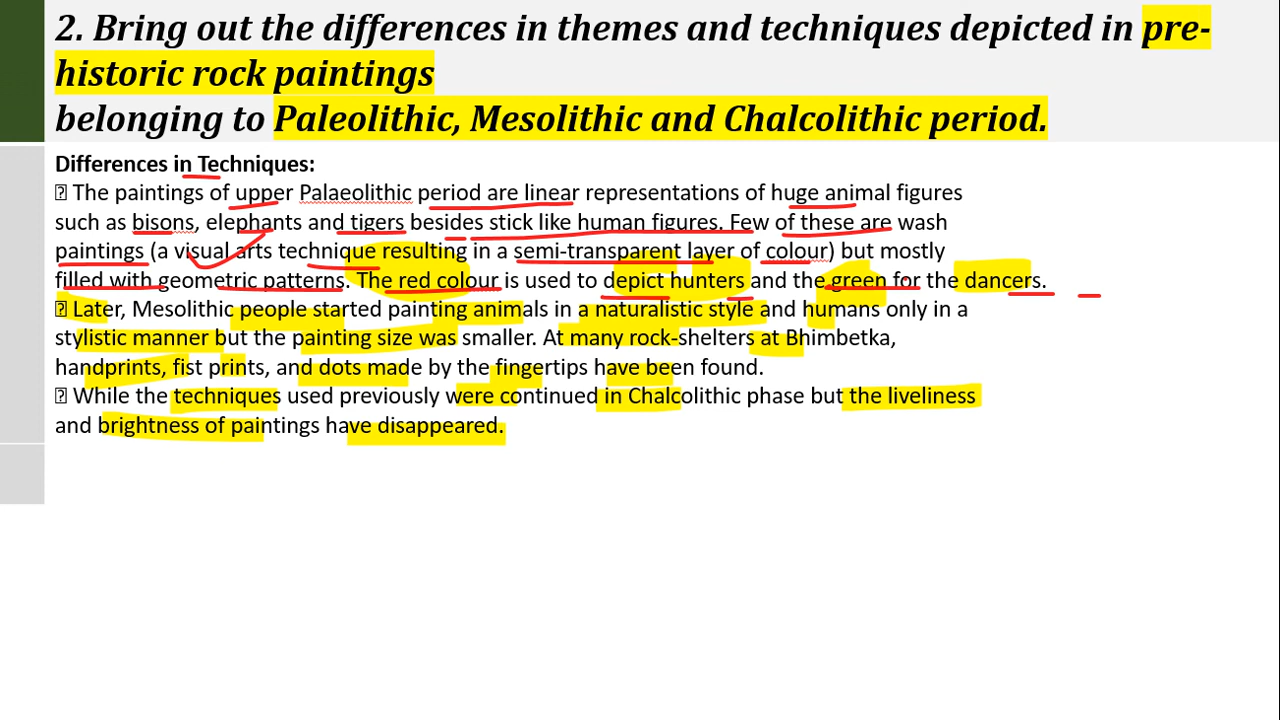 2. Bring out the differences in themes and techniques depicted in pre-
historic rock paintings
belonging to Paleolithic, Mesolithic and Chalcolithic period.
Differences in Techniques:
⍰ The paintings of upper Palaeolithic period are linear representations of huge animal figures
such as bisons, elephants and tigers besides stick like human figures. Few of these are wash
paintings (a visual arts technique resulting in a semi-transparent layer of colour) but mostly
filled with geometric patterns. The red colour is used to depict hunters and the green for the dancers.
⍰ Later, Mesolithic people started painting animals in a naturalistic style and humans only in a
stylistic manner but the painting size was smaller. At many rock-shelters at Bhimbetka,
handprints, fist prints, and dots made by the fingertips have been found.
⍰ While the techniques used previously were continued in Chalcolithic phase but the liveliness
and brightness of paintings have disappeared.